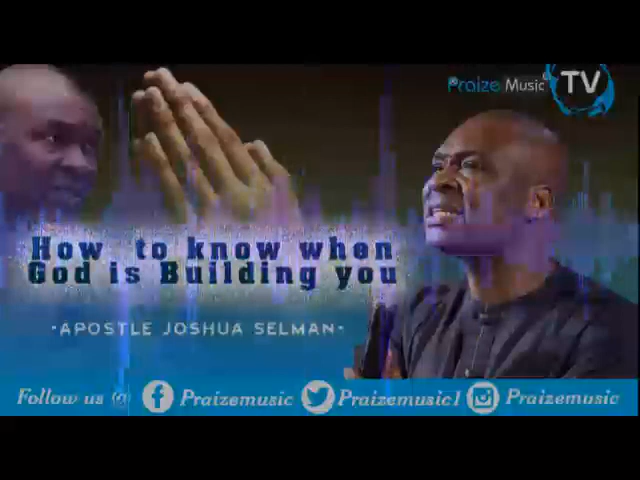 Praize Music TV
How to know when
God is Building you
-APOSTLE JOSHUA SELMAN-
Follow us @ Praizemusic Praizemusic1 Praizemusic